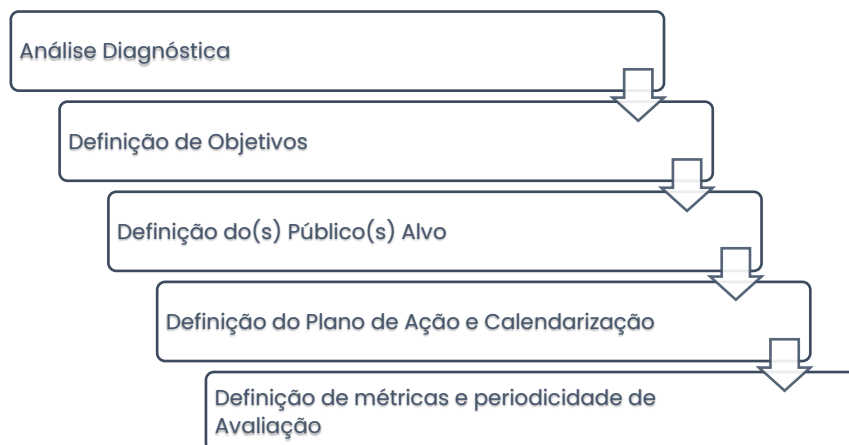 Análise Diagnóstica
Definição de Objetivos
Definição do(s) Público(s) Alvo
Definição do Plano de Ação e Calendarização
Definição de métricas e periodicidade de
Avaliação